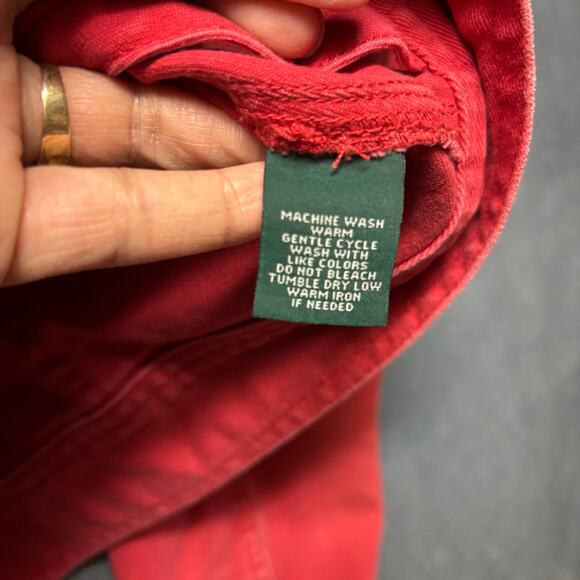 MACHINE WASH
WARM
GENTLE CYCLE
WASH WITH
LIKE COLORS
DO NOT BLEACH
TUMBLE DRY LOW
WARM IRON
IF NEEDED